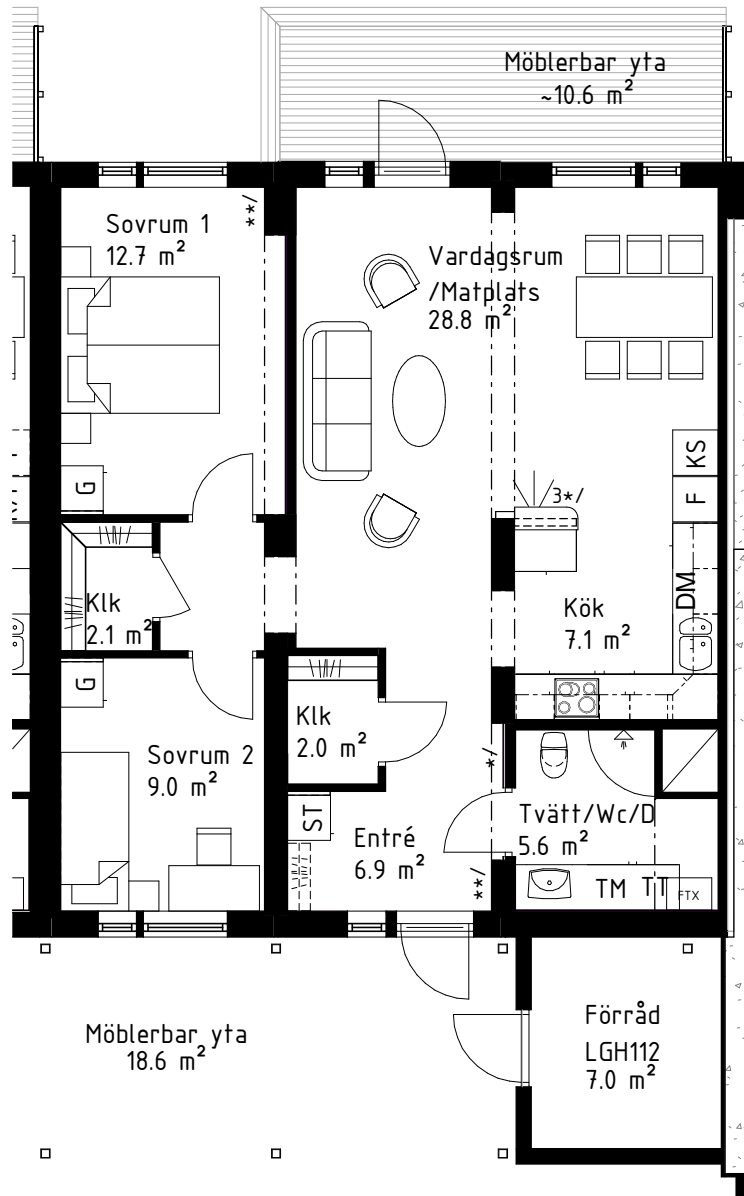 Möblerbar yta
~10.6 m²
Sovrum 1
12.7 m²
**/
Vardagsrum
/Matplats
28.8 m²
KS
F
G
3*/
DM
Klk
2.1 m²
Kök
7.1 m²
G
Klk
2.0 m²
Sovrum 2
9.0 m²
*/
ST
Entré
6.9 m²
Tvätt/Wc/D
5.6 m²
**/
TM
TT
FTX
Förråd
LGH112
7.0 m²
Möblerbar yta
18.6 m²